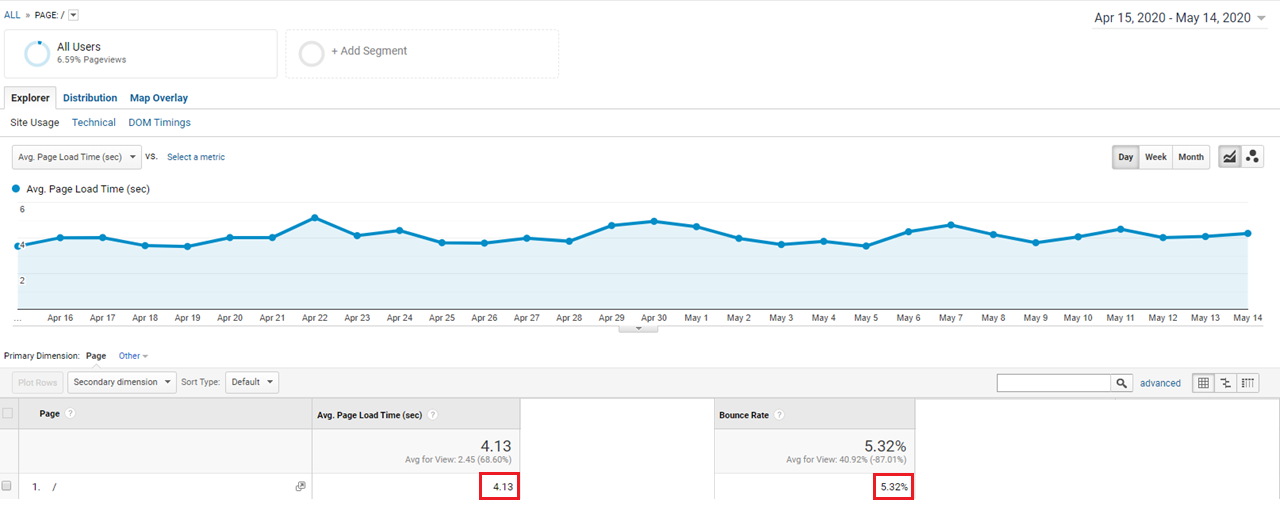 ALL » PAGE: /
Apr 15, 2020 - May 14, 2020
All Users
6.59% Pageviews
+ Add Segment
Explorer Distribution Map Overlay
Site Usage Technical DOM Timings
Avg. Page Load Time (sec) vs. Select a metric
Day Week Month
Avg. Page Load Time (sec)
6
4
2
... Apr 16 Apr 17 Apr 18 Apr 19 Apr 20 Apr 21 Apr 22 Apr 23 Apr 24 Apr 25 Apr 26 Apr 27 Apr 28 Apr 29 Apr 30 May 1 May 2 May 3 May 4 May 5 May 6 May 7 May 8 May 9 May 10 May 11 May 12 May 13 May 14
Primary Dimension: Page Other
Plot Rows Secondary dimension Sort Type: Default advanced
Page ? Avg. Page Load Time (sec) ? Bounce Rate ?
4.13 5.32%
Avg for View: 2.45 (68.60%) Avg for View: 40.92% (-87.01%)
1. / 4.13 5.32%